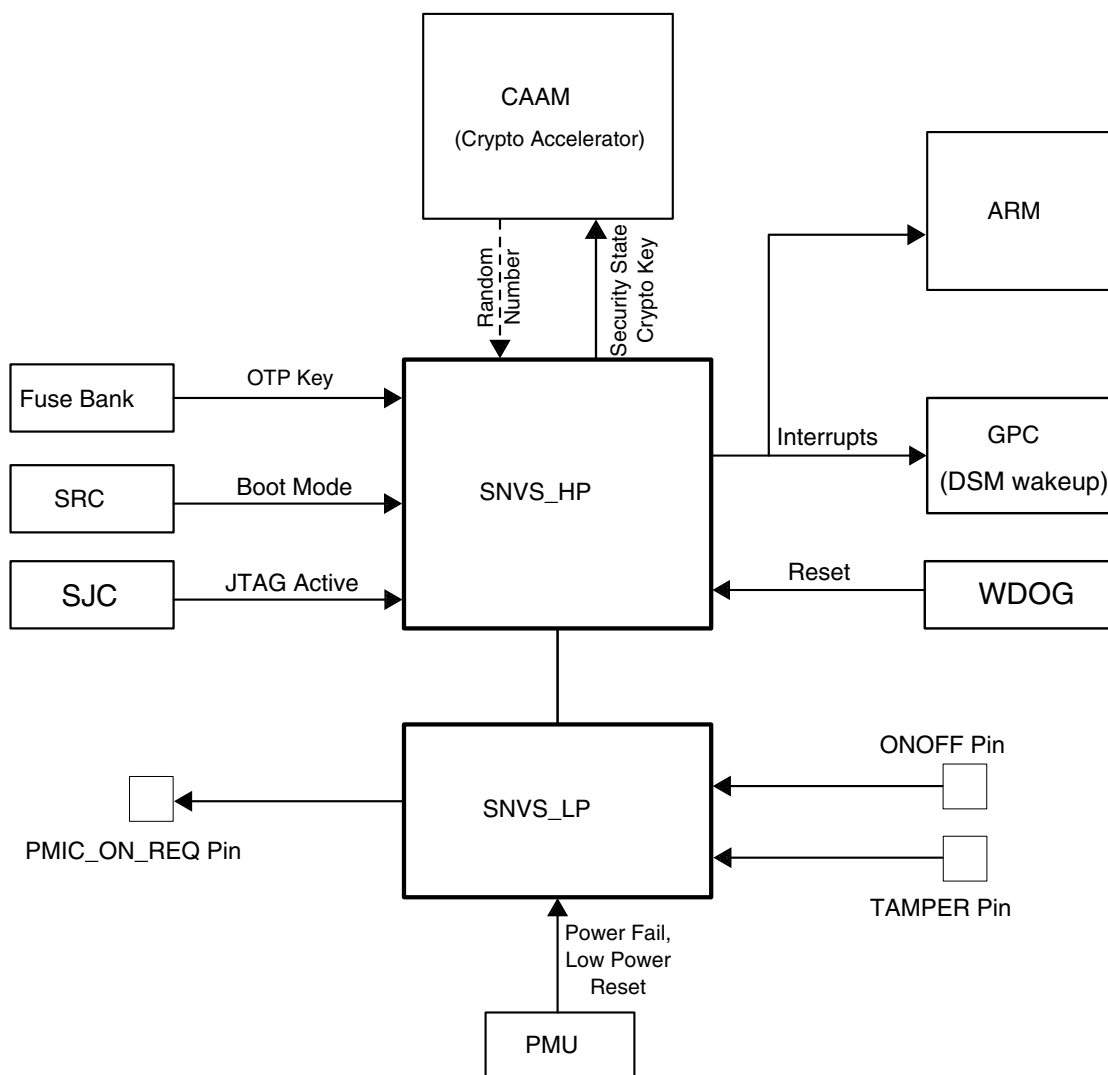 CAAM
(Crypto Accelerator)
ARM
Random
Number
Security State
Crypto Key
Fuse Bank
OTP Key
SNVS_HP
Interrupts
GPC
(DSM wakeup)
SRC
Boot Mode
SJC
JTAG Active
Reset
WDOG
ONOFF Pin
SNVS_LP
PMIC_ON_REQ Pin
TAMPER Pin
Power Fail,
Low Power
Reset
PMU